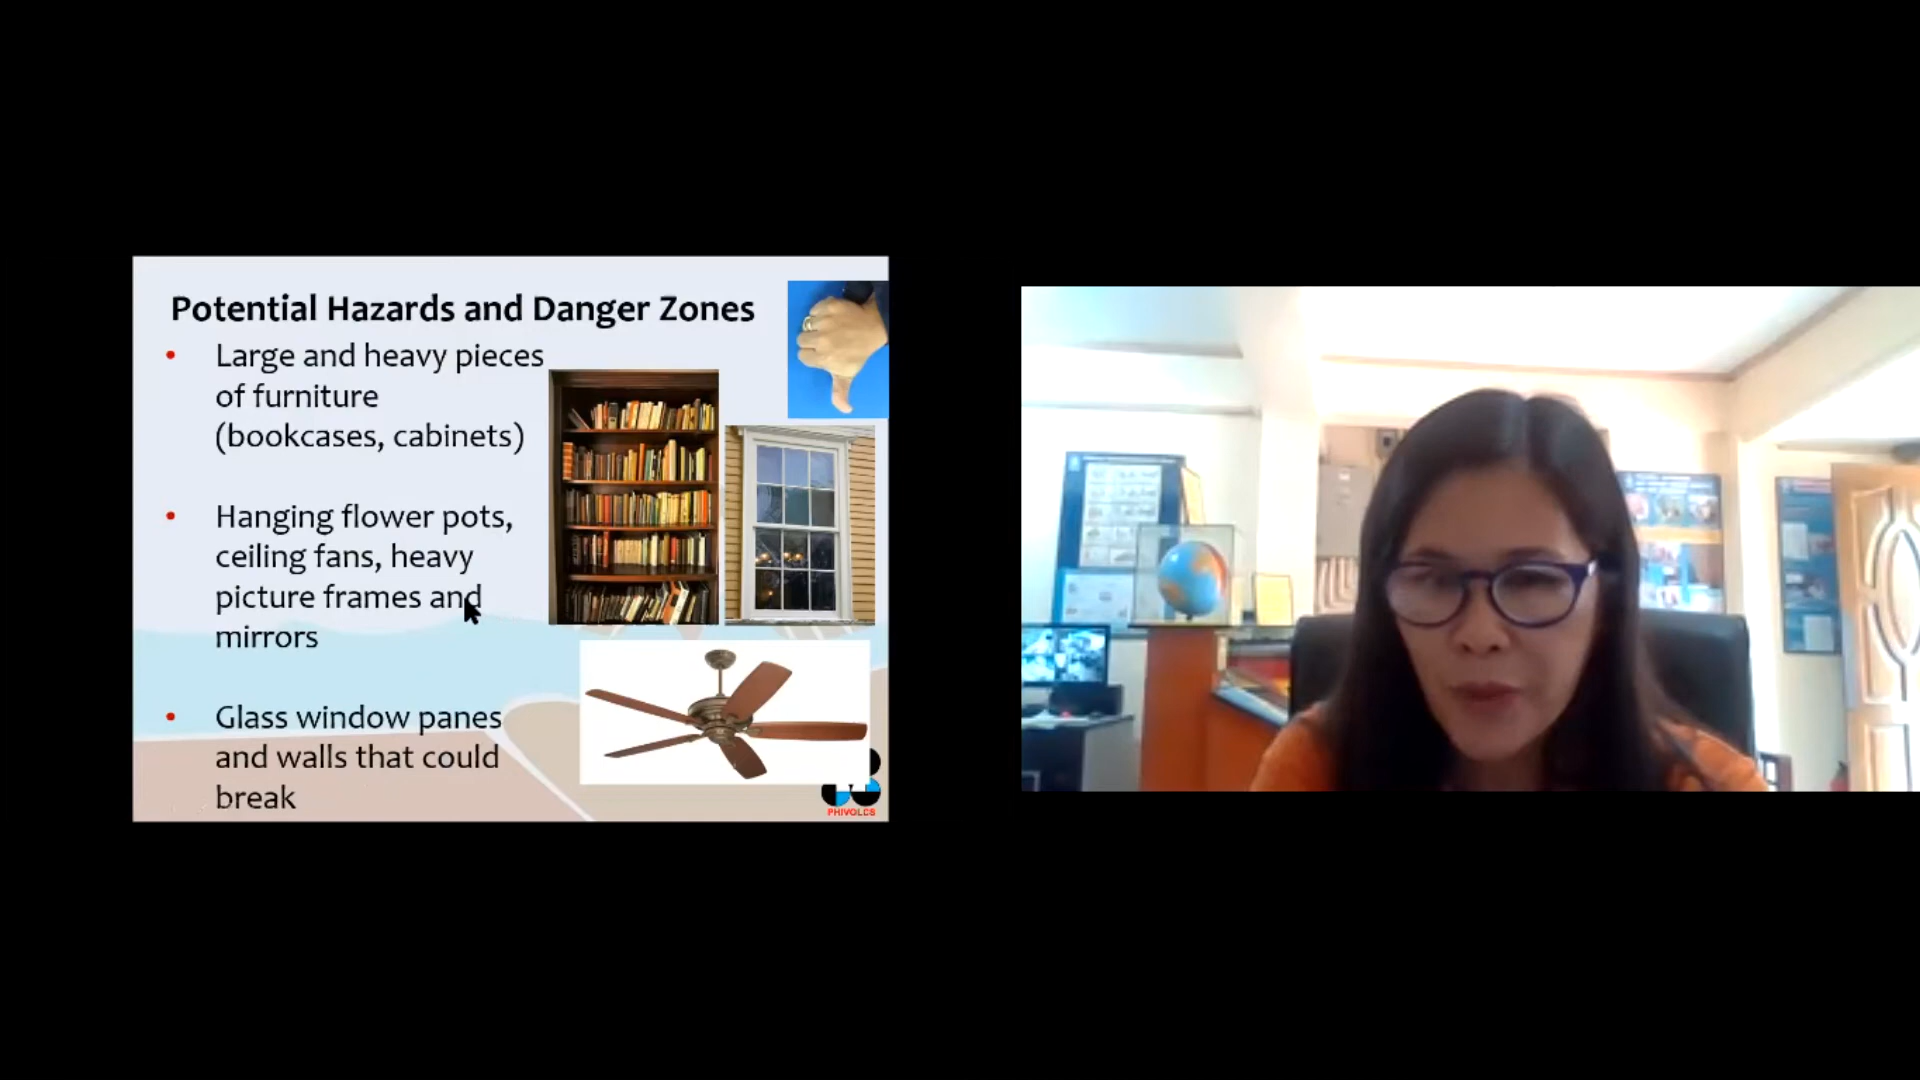 Potential Hazards and Danger Zones
• Large and heavy pieces
of furniture
(bookcases, cabinets)
• Hanging flower pots,
ceiling fans, heavy
picture frames and
mirrors
• Glass window panes
and walls that could
break
PHIVOLCS